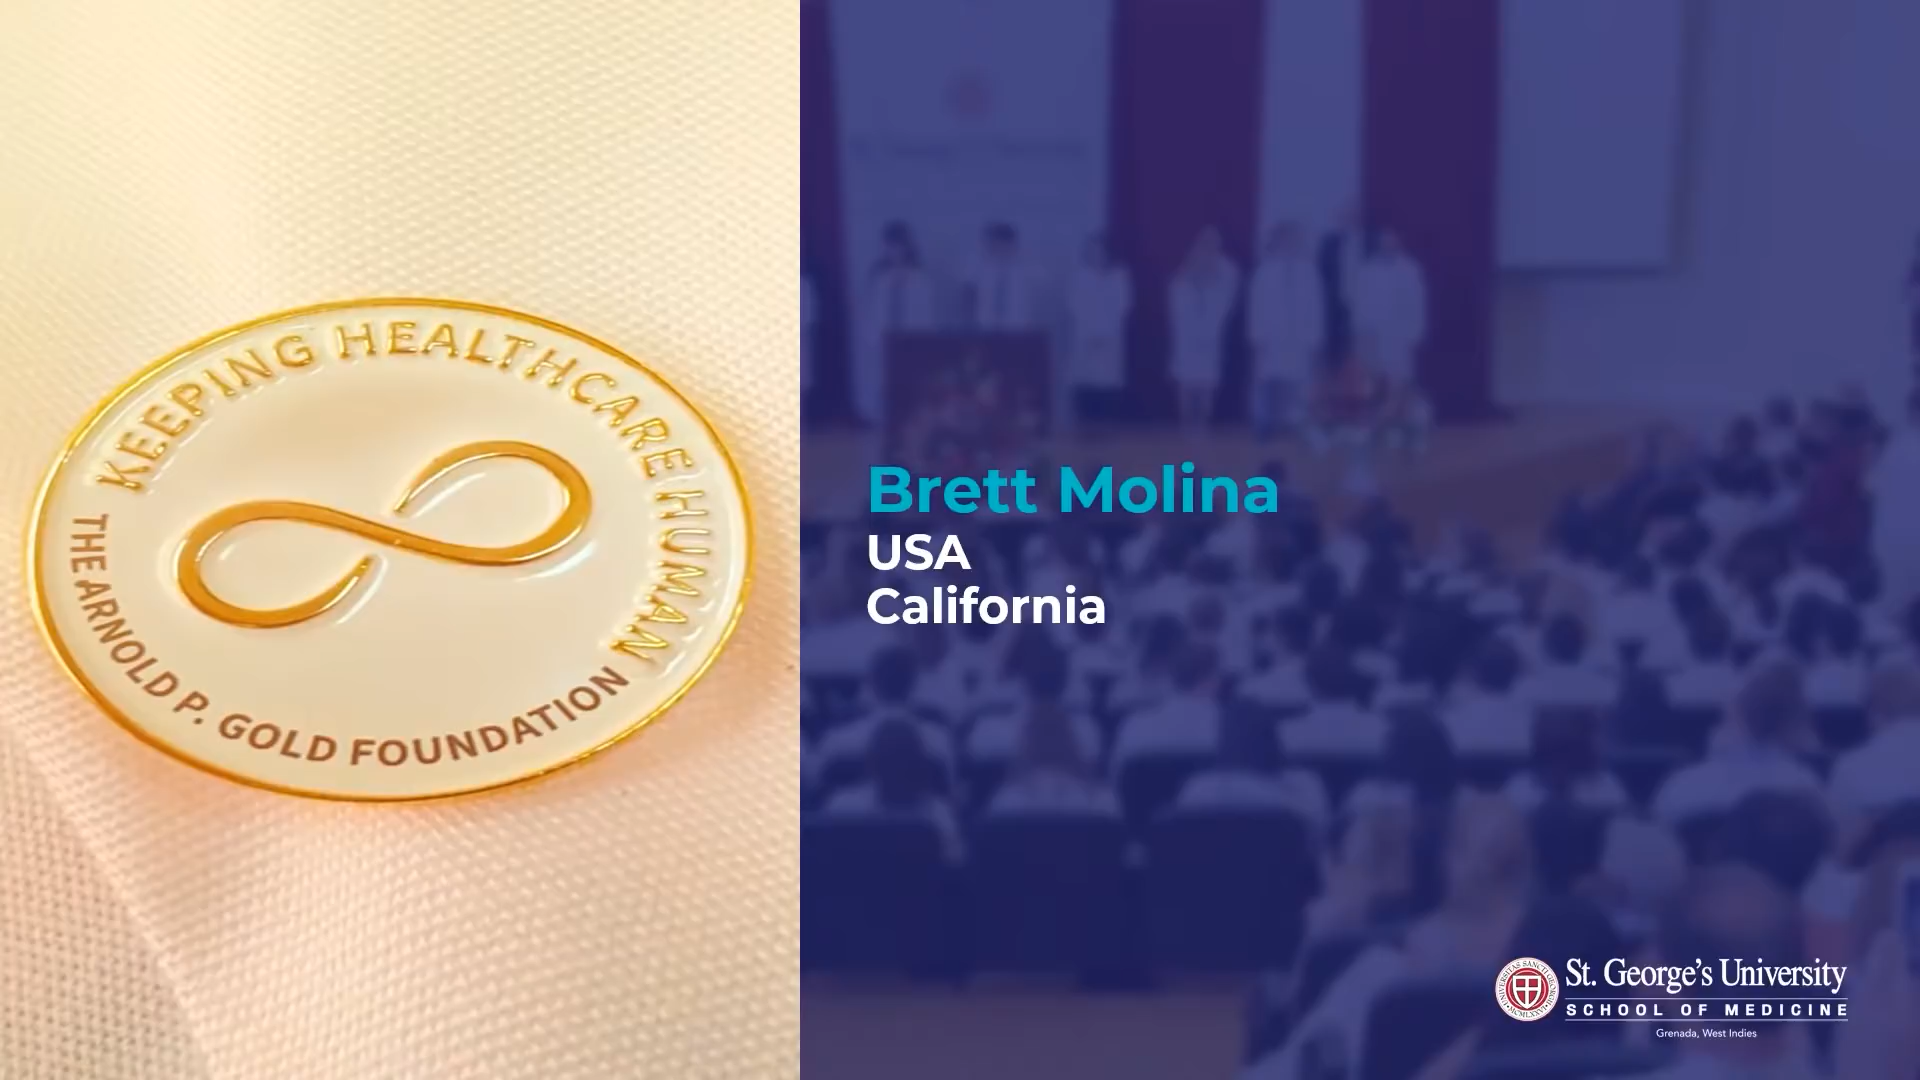 KEEPING HEALTHCARE HUMAN
THE ARNOLD P. GOLD FOUNDATION
Brett Molina
USA
California
St. George's University
SCHOOL OF MEDICINE
Grenada, West Indies